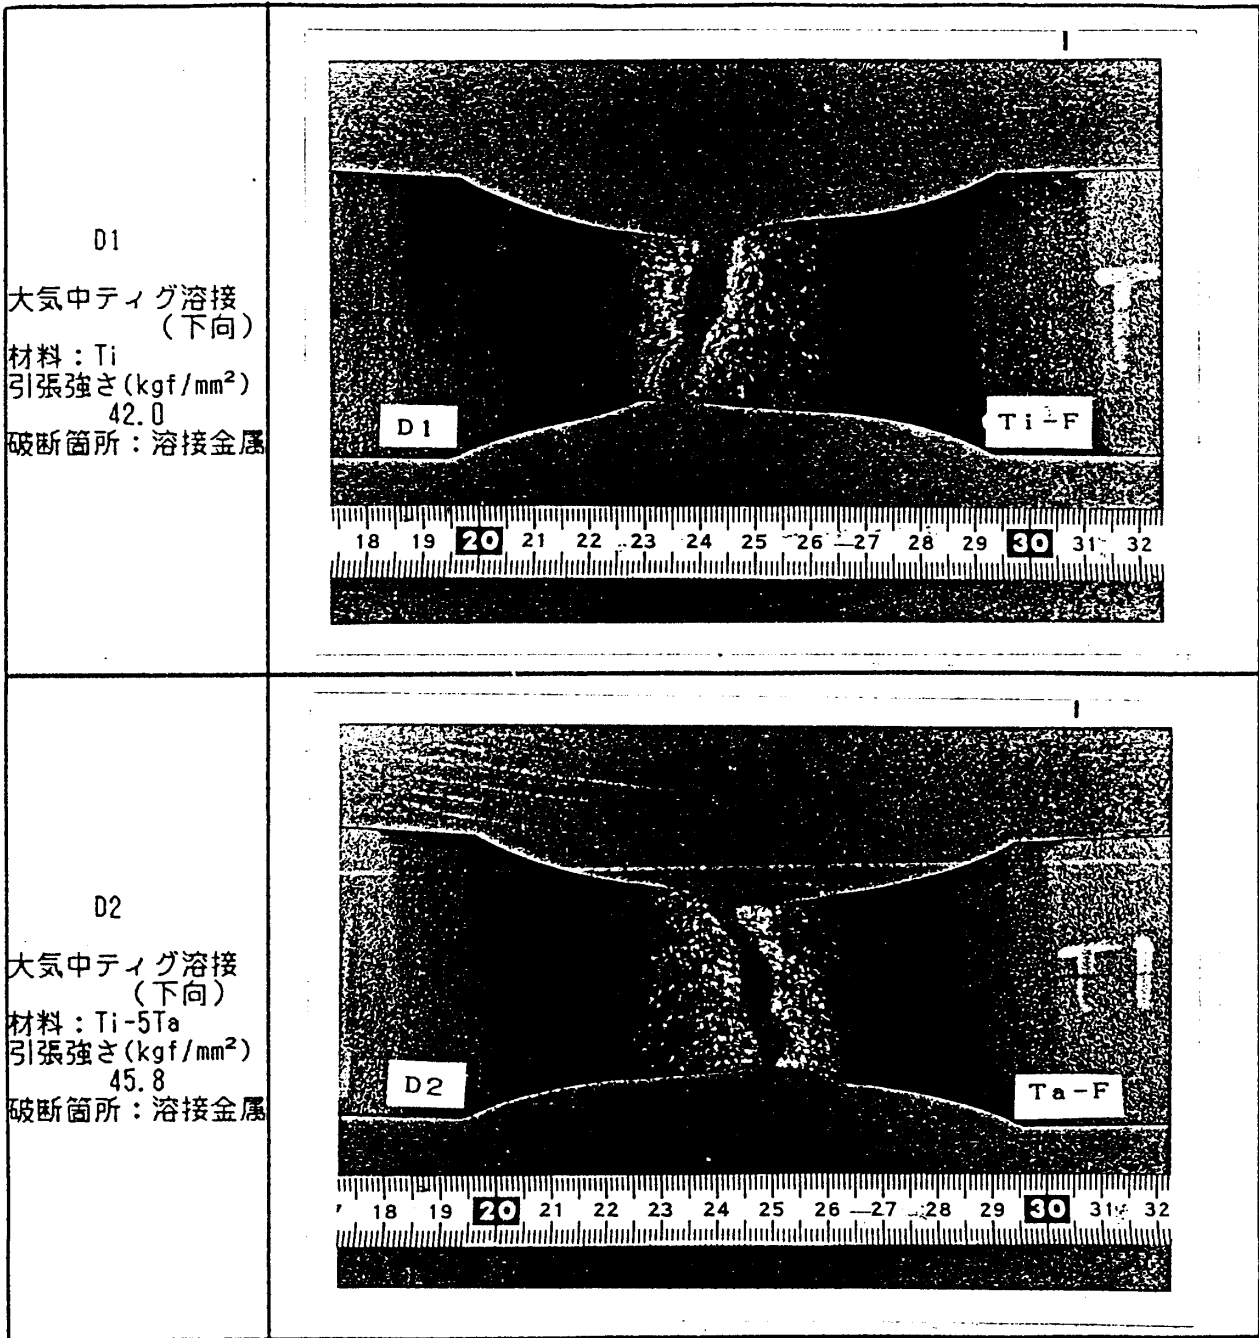 D1
大気中ティグ溶接
(下向)
材料：Ti
引張強さ(kgf/mm²)
42.0
破断箇所：溶接金属
T
D1
Ti-F
18 19 20 21 22 23 24 25 26 27 28 29 30 31 32
D2
大気中ティグ溶接
(下向)
材料：Ti-5Ta
引張強さ(kgf/mm²)
45.8
破断箇所：溶接金属
T1
D2
Ta-F
7 18 19 20 21 22 23 24 25 26 27 28 29 30 31 32